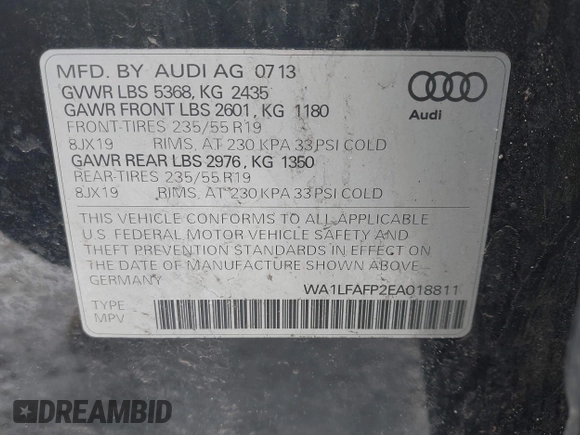 MFD. BY AUDI AG 0713
GVWR LBS 5368, KG 2435
GAWR FRONT LBS 2601, KG 1180
FRONT-TIRES 235/55 R19
8JX19 RIMS, AT 230 KPA 33 PSI COLD
GAWR REAR LBS 2976, KG 1350
REAR-TIRES 235/55 R19
8JX19 RIMS, AT 230 KPA 33 PSI COLD
Audi
THIS VEHICLE CONFORMS TO ALL APPLICABLE
U.S. FEDERAL MOTOR VEHICLE SAFETY AND
THEFT PREVENTION STANDARDS IN EFFECT ON
THE DATE OF MANUFACTURE SHOWN ABOVE.
GERMANY
WA1LFAFP2EA018811
TYPE
MPV
DREAMBID